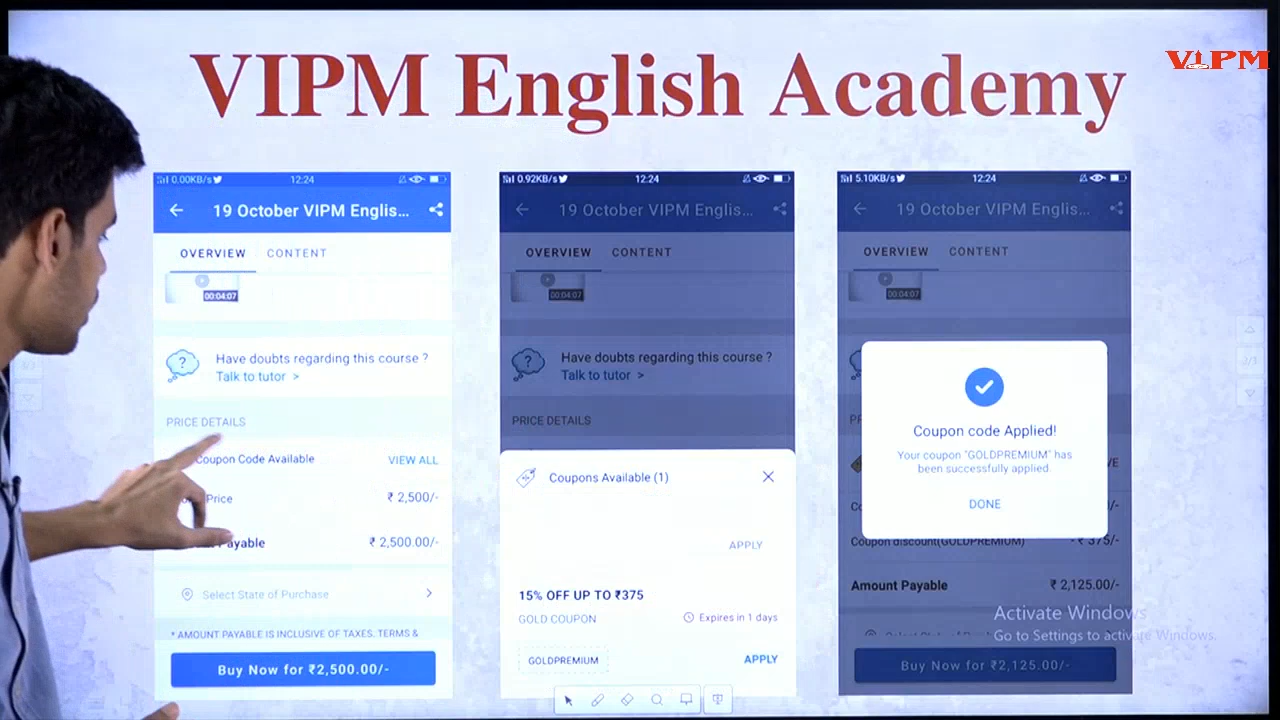 VIPM English Academy
VIPM
0.00KB/s 12:24
19 October VIPM Englis...
OVERVIEW CONTENT
00:04:07
Have doubts regarding this course ?
Talk to tutor >
PRICE DETAILS
Coupon Code Available VIEW ALL
Price ₹ 2,500/-
Payable ₹ 2,500.00/-
Select State of Purchase >
* AMOUNT PAYABLE IS INCLUSIVE OF TAXES. TERMS &
Buy Now for ₹2,500.00/-
0.92KB/s 12:24
19 October VIPM Englis...
OVERVIEW CONTENT
00:04:07
Have doubts regarding this course ?
Talk to tutor >
PRICE DETAILS
Coupons Available (1)
APPLY
15% OFF UP TO ₹375
GOLD COUPON Expires in 1 days
GOLDPREMIUM APPLY
5.10KB/s 12:24
19 October VIPM Englis...
OVERVIEW CONTENT
00:04:07
Coupon code Applied!
Your coupon "GOLDPREMIUM" has
been successfully applied.
DONE
Coupon discount(GOLDPREMIUM) - ₹ 375/-
Amount Payable ₹ 2,125.00/-
Buy Now for ₹2,125.00/-
Activate Windows
Go to Settings to activate Windows.